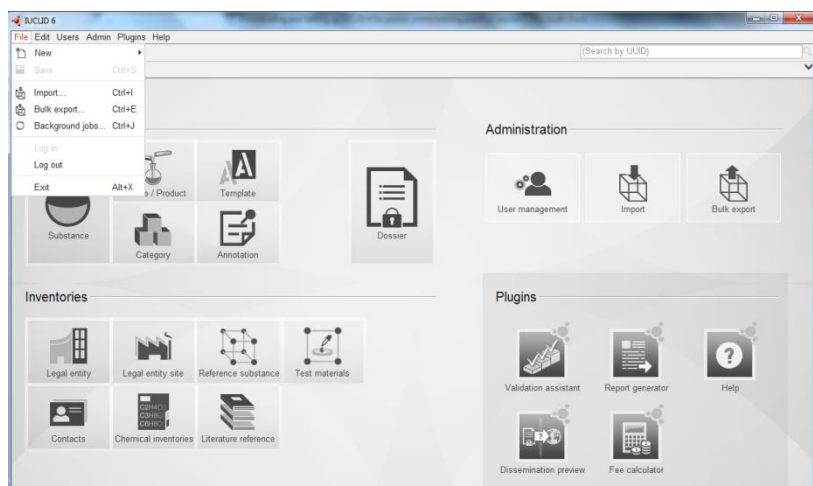 IUCLID 6
File Edit Users Admin Plugins Help
New
(Search by UUID)
Save Ctrl+S
Import... Ctrl+I
Bulk export... Ctrl+E
Background jobs... Ctrl+J
Log in
Log out
Exit Alt+X
e / Product
Template
Substance
Category
Annotation
Dossier
Administration
User management
Import
Bulk export
Inventories
Legal entity
Legal entity site
Reference substance
Test materials
Contacts
C2H4O
C3H8O
C6H6O
Chemical inventories
Literature reference
Plugins
Validation assistant
Report generator
Help
Dissemination preview
Fee calculator